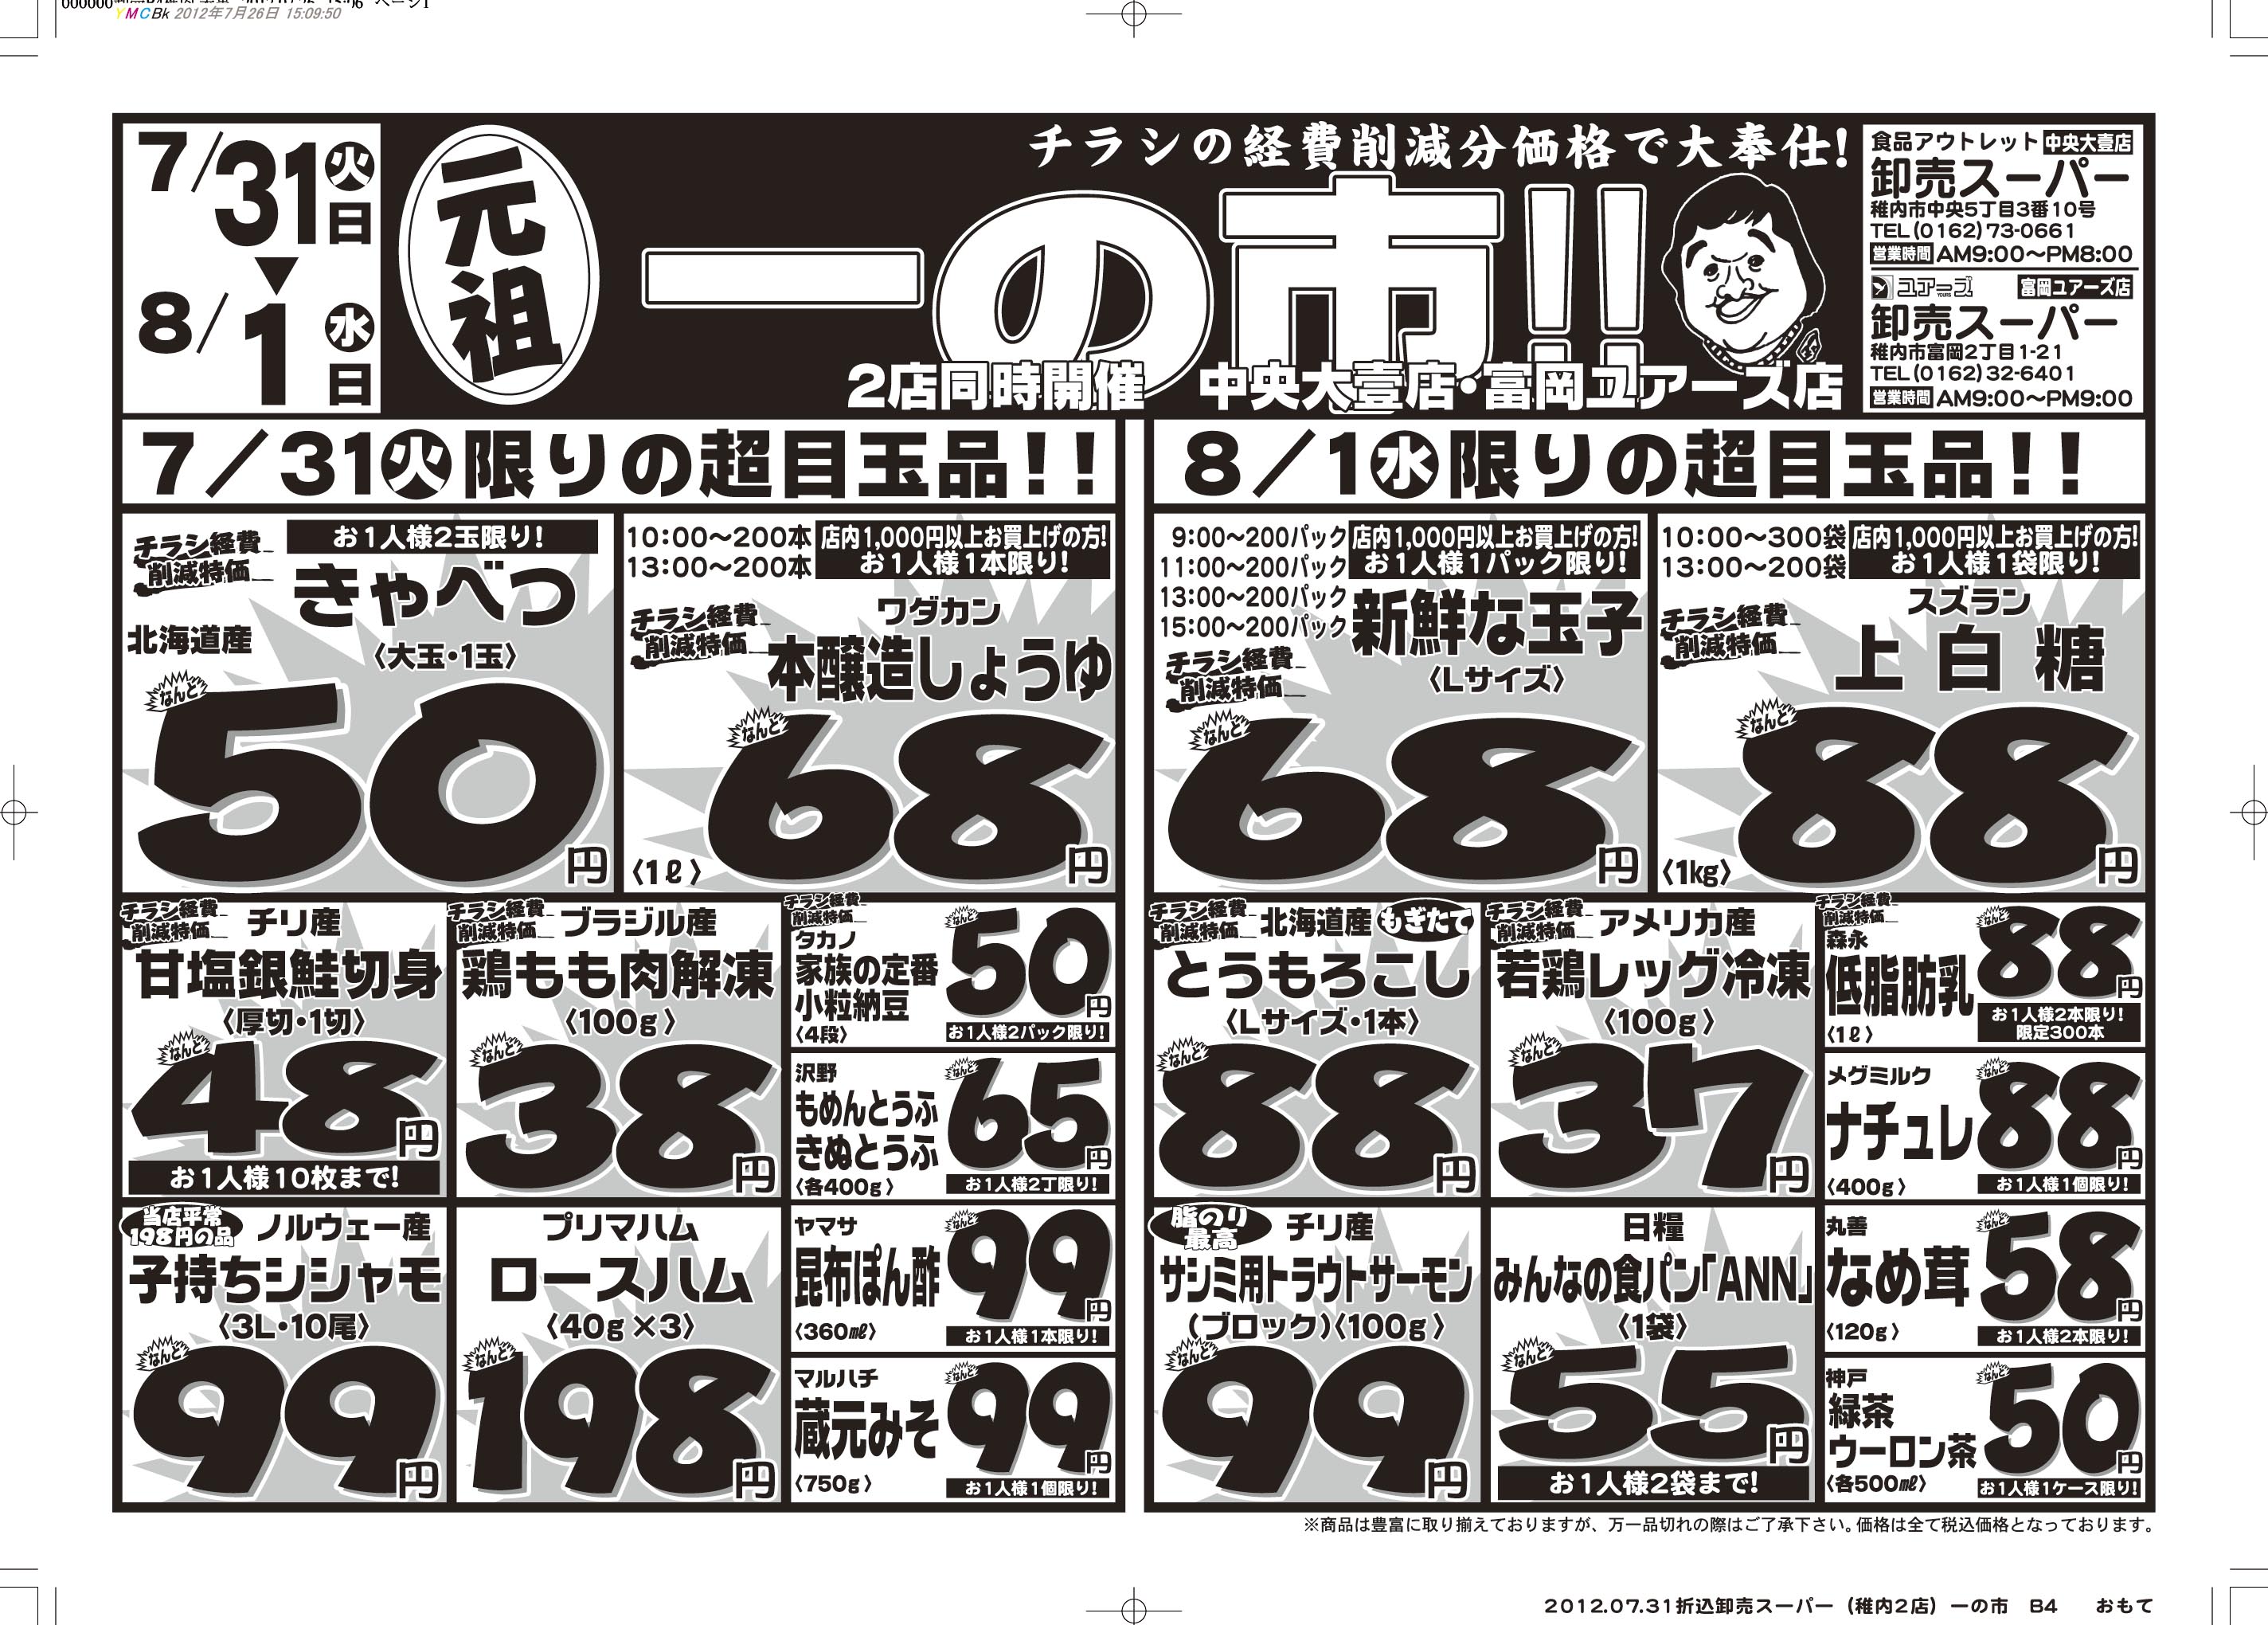 YMCBk 2012年7月26日 15:09:50
7/31火日
▼
8/1水日
元祖
チラシの経費削減分価格で大奉仕!
一の市!!
2店同時開催 中央大壹店・富岡ユアーズ店
食品アウトレット 中央大壹店
卸売スーパー
稚内市中央5丁目3番10号
TEL(0162)73-0661
営業時間 AM9:00〜PM8:00
ユアーズ 富岡ユアーズ店
YOURS
卸売スーパー
稚内市富岡2丁目1-21
TEL(0162)32-6401
営業時間 AM9:00〜PM9:00
7/31火限りの超目玉品!!
チラシ経費
削減特価
お1人様2玉限り!
きゃべつ
北海道産
〈大玉・1玉〉
なんと
50円
10:00〜200本
13:00〜200本
店内1,000円以上お買上げの方!
お1人様1本限り!
チラシ経費
削減特価
ワダカン
本醸造しょうゆ
なんと
68円
〈1ℓ〉
チラシ経費
削減特価
チリ産
甘塩銀鮭切身
〈厚切・1切〉
なんと
48円
お1人様10枚まで!
チラシ経費
削減特価
ブラジル産
鶏もも肉解凍
〈100g〉
なんと
38円
チラシ経費
削減特価
タカノ
家族の定番
小粒納豆
〈4段〉
なんと
50円
お1人様2パック限り!
沢野
もめんとうふ
きぬとうふ
〈各400g〉
なんと
65円
お1人様2丁限り!
当店平常
198円の品
ノルウェー産
子持ちシシャモ
〈3L・10尾〉
なんと
99円
プリマハム
ロースハム
〈40g×3〉
なんと
198円
ヤマサ
昆布ぽん酢
〈360㎖〉
なんと
99円
お1人様1本限り!
マルハチ
蔵元みそ
〈750g〉
なんと
99円
お1人様1個限り!
8/1水限りの超目玉品!!
9:00〜200パック
11:00〜200パック
13:00〜200パック
15:00〜200パック
店内1,000円以上お買上げの方!
お1人様1パック限り!
新鮮な玉子
〈Lサイズ〉
チラシ経費
削減特価
なんと
68円
10:00〜300袋
13:00〜200袋
店内1,000円以上お買上げの方!
お1人様1袋限り!
チラシ経費
削減特価
スズラン
上白糖
なんと
88円
〈1kg〉
チラシ経費
削減特価
北海道産 もぎたて
とうもろこし
〈Lサイズ・1本〉
なんと
88円
チラシ経費
削減特価
アメリカ産
若鶏レッグ冷凍
〈100g〉
なんと
37円
チラシ経費
削減特価
森永
低脂肪乳
〈1ℓ〉
なんと
88円
お1人様2本限り!
限定300本
メグミルク
ナチュレ
〈400g〉
なんと
88円
お1人様1個限り!
脂のり
最高
チリ産
サシミ用トラウトサーモン
(ブロック)〈100g〉
なんと
99円
日糧
みんなの食パン「ANN」
〈1袋〉
なんと
55円
お1人様2袋まで!
丸善
なめ茸
〈120g〉
なんと
58円
お1人様2本限り!
神戸
緑茶
ウーロン茶
〈各500㎖〉
なんと
50円
お1人様1ケース限り!
※商品は豊富に取り揃えておりますが、万一品切れの際はご了承下さい。価格は全て税込価格となっております。
2012.07.31折込卸売スーパー(稚内2店)一の市 B4 おもて